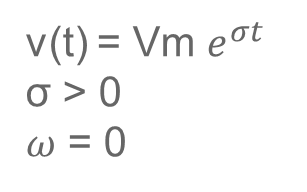 v(t) = Vm e^{σt}
σ > 0
ω = 0